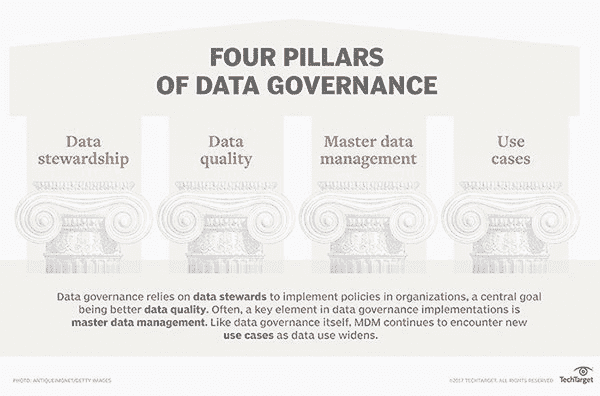 FOUR PILLARS
OF DATA GOVERNANCE
Data
stewardship
Data
quality
Master data
management
Use
cases
Data governance relies on data stewards to implement policies in organizations, a central goal
being better data quality. Often, a key element in data governance implementations is
master data management. Like data governance itself, MDM continues to encounter new
use cases as data use widens.
PHOTO: ANTIQUEIMGNET/GETTY IMAGES
©2017 TECHTARGET. ALL RIGHTS RESERVED
TechTarget